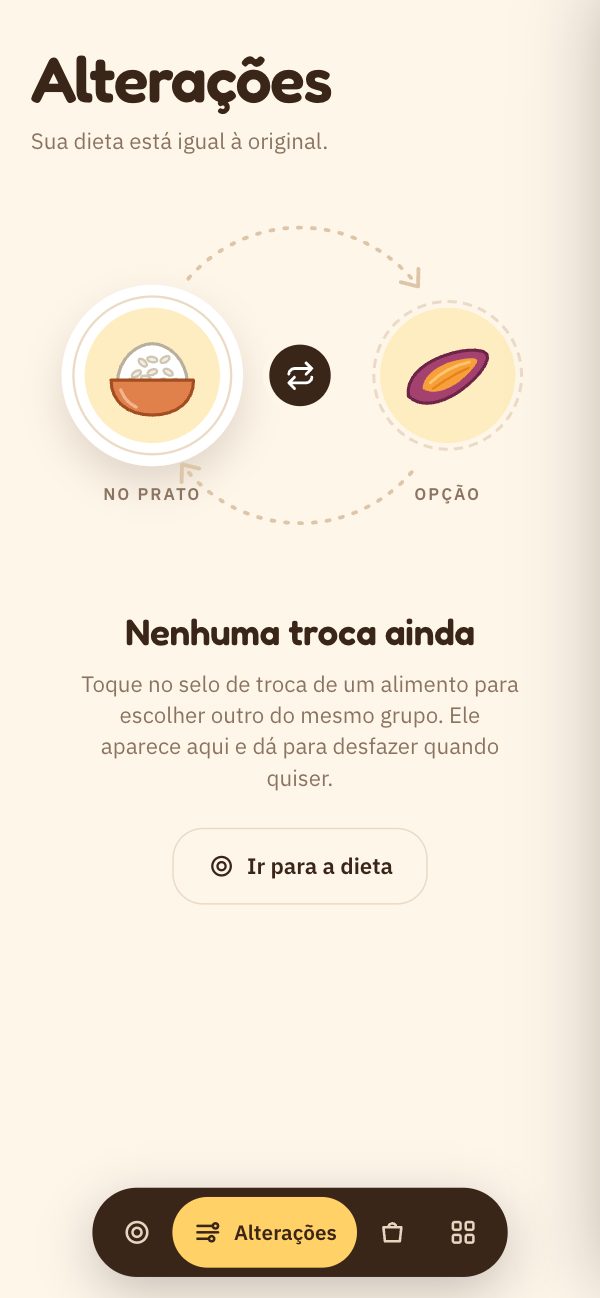 Alterações
Sua dieta está igual à original.
NO PRATO
OPÇÃO
Nenhuma troca ainda
Toque no selo de troca de um alimento para
escolher outro do mesmo grupo. Ele
aparece aqui e dá para desfazer quando
quiser.
Ir para a dieta
Alterações